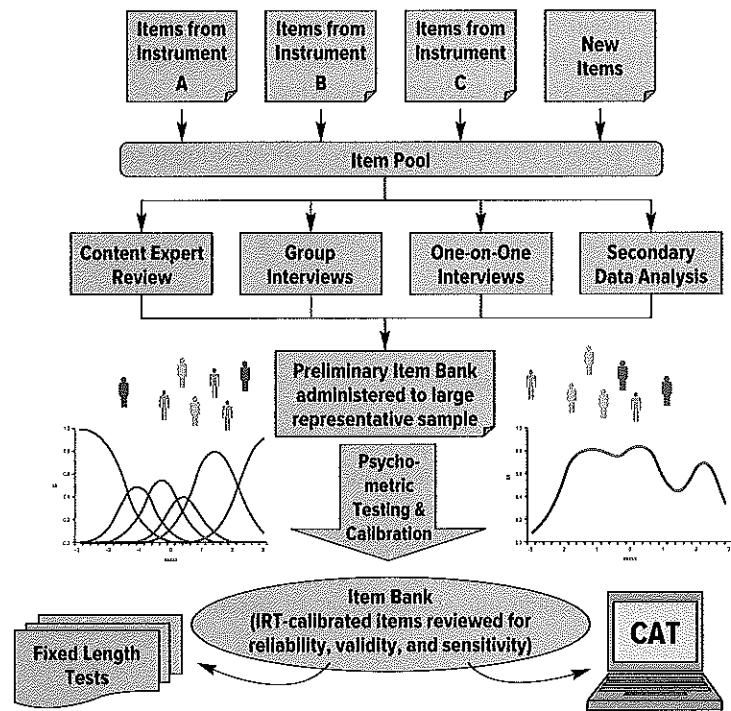 Items from
Instrument
A
Items from
Instrument
B
Items from
Instrument
C
New
Items
Item Pool
Content Expert
Review
Group
Interviews
One-on-One
Interviews
Secondary
Data Analysis
Preliminary Item Bank
administered to large
representative sample
Psycho-
metric
Testing &
Calibration
Item Bank
(IRT-calibrated items reviewed for
reliability, validity, and sensitivity)
Fixed Length
Tests
CAT